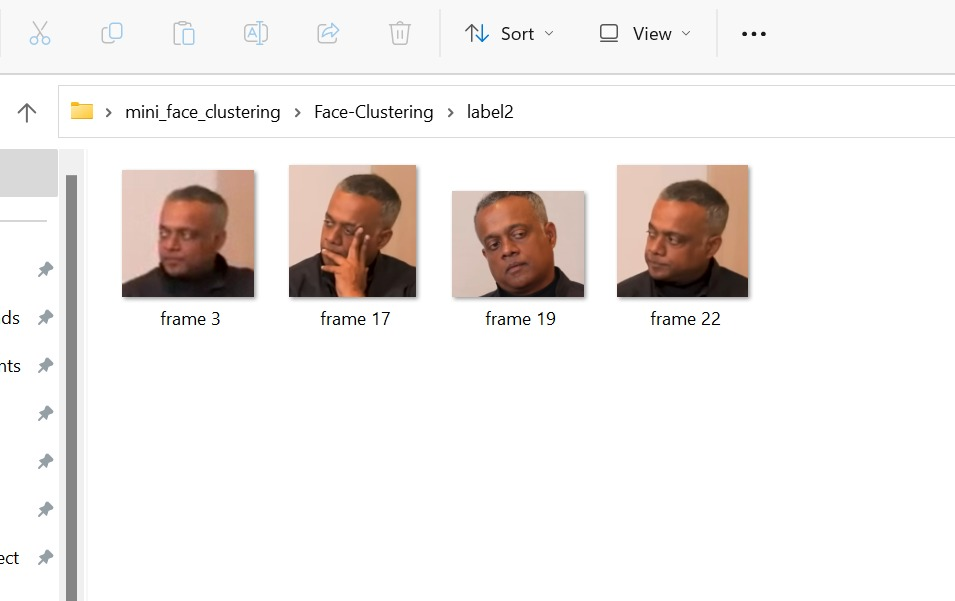 Sort View
mini_face_clustering Face-Clustering label2
ds
nts
ect
frame 3 frame 17 frame 19 frame 22